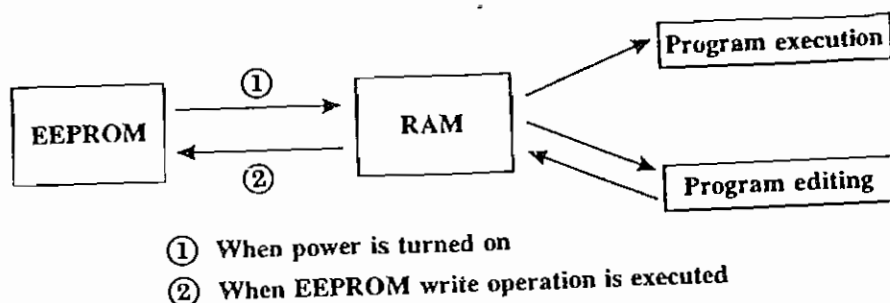 Program execution
①
EEPROM
RAM
②
Program editing
① When power is turned on
② When EEPROM write operation is executed